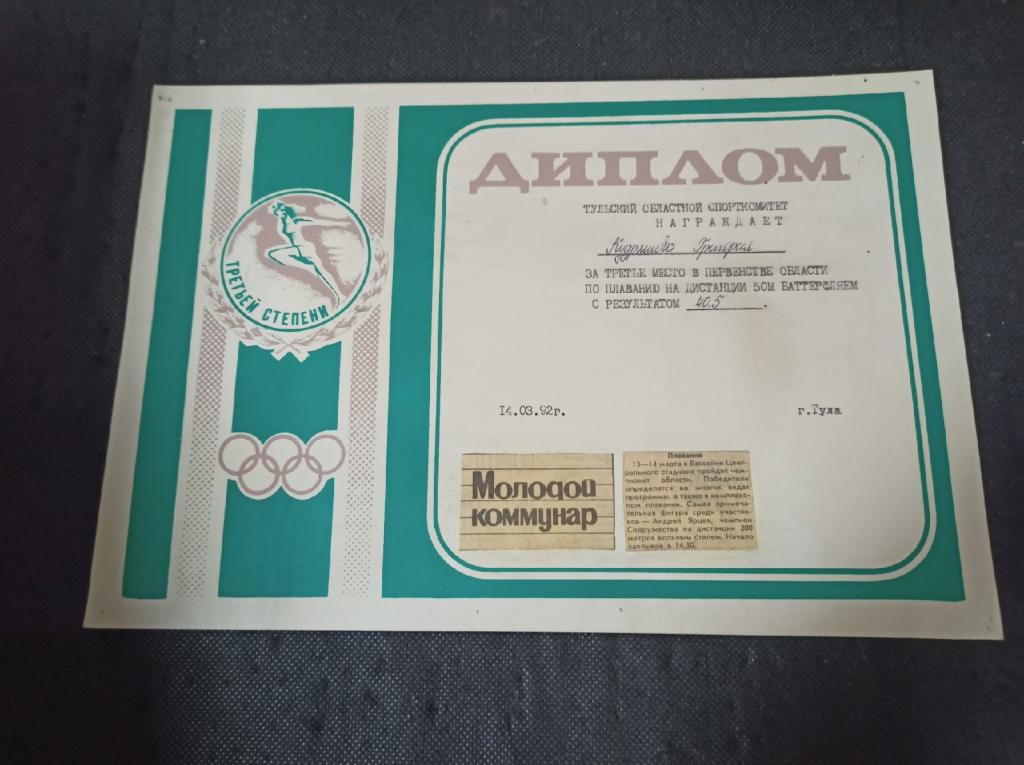 ДИПЛОМ
ТУЛЬСКИЙ ОБЛАСТНОЙ СПОРТКОМИТЕТ
НАГРАЖДАЕТ
ЗА ТРЕТЬЕ МЕСТО В ПЕРВЕНСТВЕ ОБЛАСТИ
ПО ПЛАВАНИЮ НА ДИСТАНЦИИ 50М БАТТЕРФЛЯЕМ
С РЕЗУЛЬТАТОМ 40.5.
14.03.92г.
г.Тула
ТРЕТЬЕЙ СТЕПЕНИ
Молодой
коммунар
Плавание
13—14 марта в бассейне Цент-
рального стадиона пройдет чем-
пионат области. Победители
определятся во многих видах
программы, а также в комплекс-
ном плавании. Самая примеча-
тельная фигура среди участни-
ков — Андрей Ярцев, чемпион
Содружества на дистанции 200
метров вольным стилем. Начало
заплывов в 14.30.